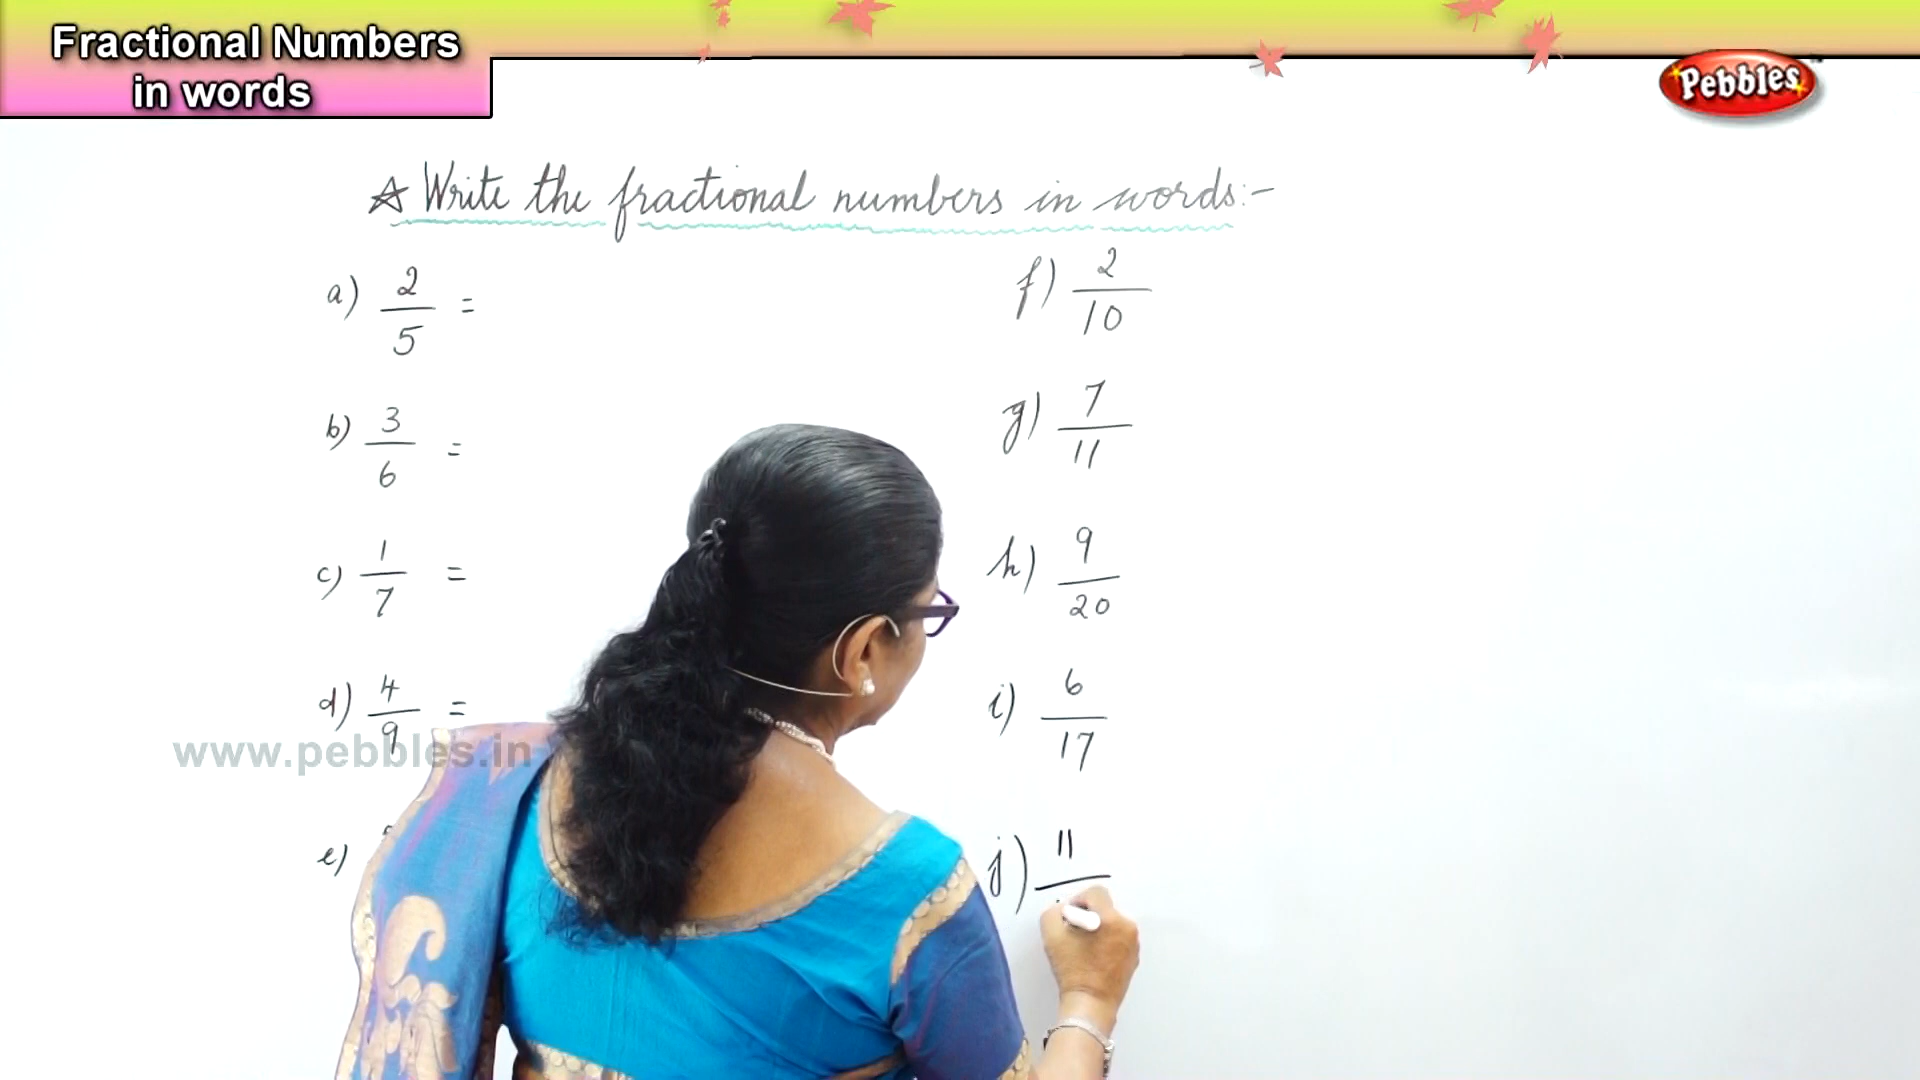 Fractional Numbers
in words
Pebbles
☆ Write the fractional numbers in words:-
a) 2/5 =
b) 3/6 =
c) 1/7 =
d) 4/9 =
e)
f) 2/10
g) 7/11
h) 9/20
i) 6/17
j) 11
www.pebbles.in